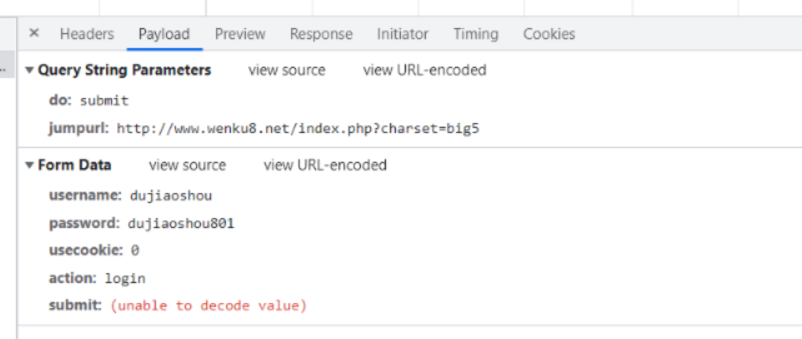 × Headers Payload Preview Response Initiator Timing Cookies
▼ Query String Parameters view source view URL-encoded
do: submit
jumpurl: http://www.wenku8.net/index.php?charset=big5
▼ Form Data view source view URL-encoded
username: dujiaoshou
password: dujiaoshou801
usecookie: 0
action: login
submit: (unable to decode value)